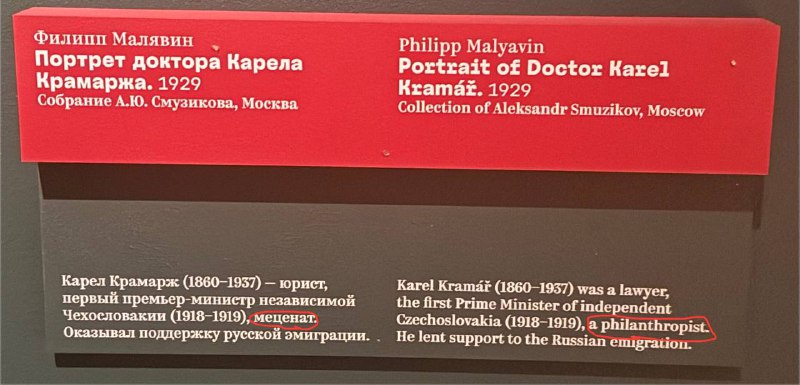 Филипп Малявин
Портрет доктора Карела
Крамаржа. 1929
Собрание А.Ю. Смузикова, Москва
Philipp Malyavin
Portrait of Doctor Karel
Kramář. 1929
Collection of Aleksandr Smuzikov, Moscow
Карел Крамарж (1860–1937) — юрист,
первый премьер-министр независимой
Чехословакии (1918–1919), меценат.
Оказывал поддержку русской эмиграции.
Karel Kramář (1860–1937) was a lawyer,
the first Prime Minister of independent
Czechoslovakia (1918–1919), a philanthropist.
He lent support to the Russian emigration.